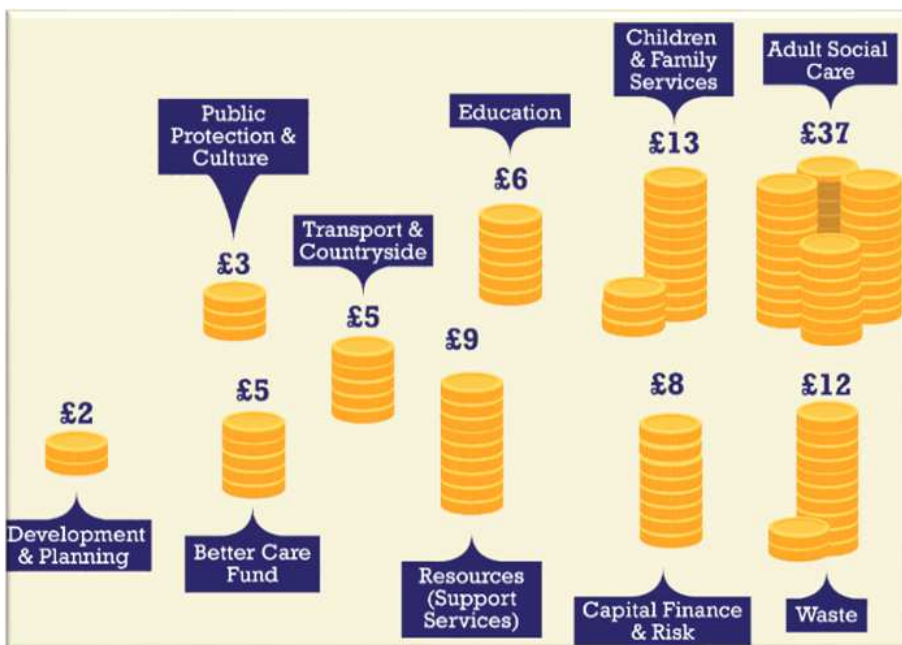 Public
Protection &
Culture
£3
Transport &
Countryside
£5
Education
£6
Children
& Family
Services
£13
Adult Social
Care
£37
£2
Development
& Planning
£5
Better Care
Fund
£9
Resources
(Support
Services)
£8
Capital Finance
& Risk
£12
Waste